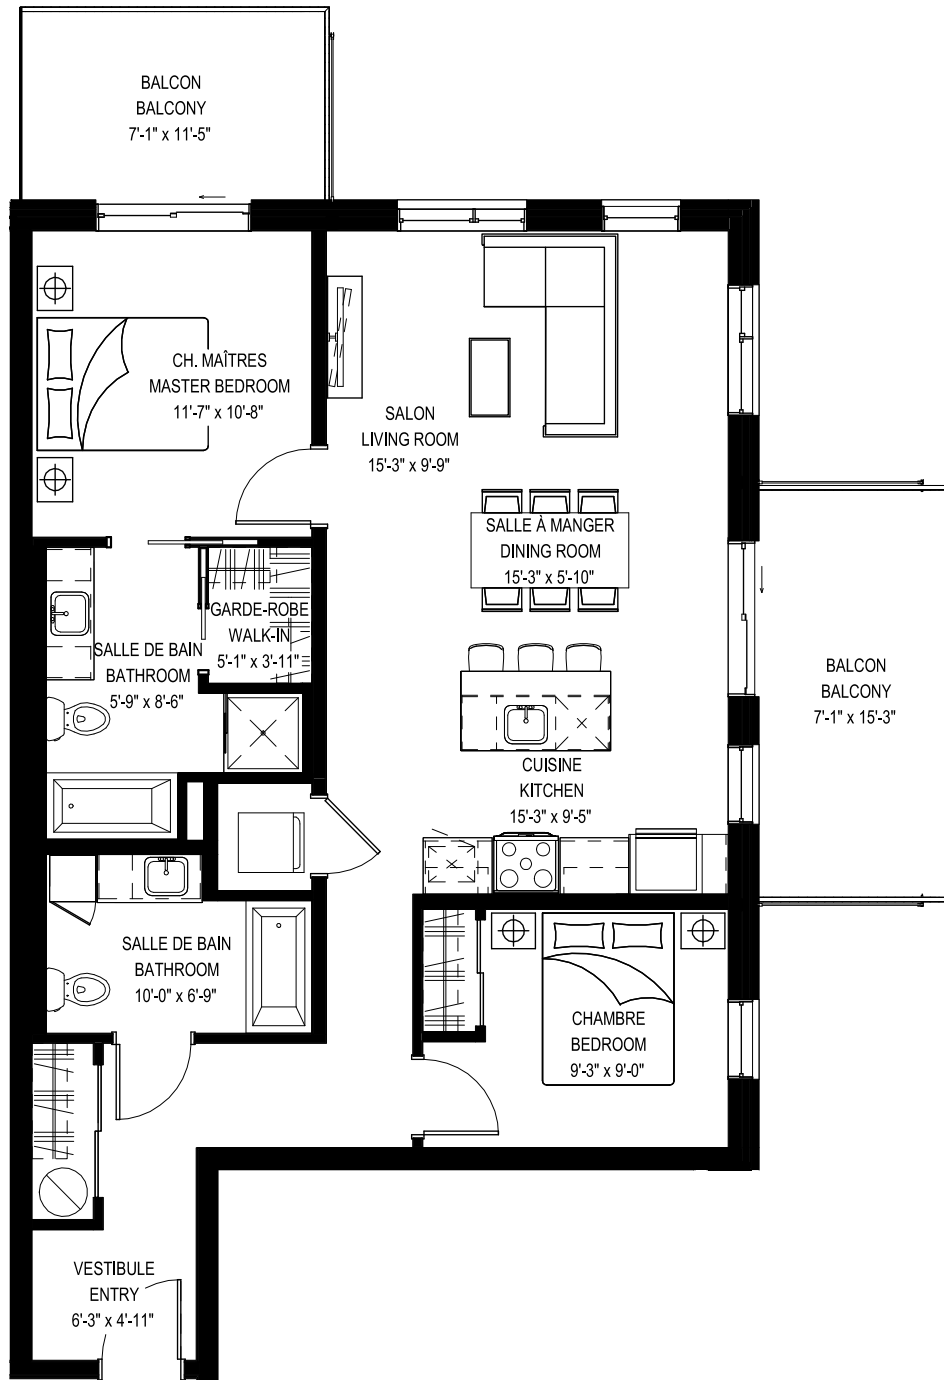 BALCON
BALCONY
7'-1" x 11'-5"
CH. MAÎTRES
MASTER BEDROOM
11'-7" x 10'-8"
SALON
LIVING ROOM
15'-3" x 9'-9"
SALLE À MANGER
DINING ROOM
15'-3" x 5'-10"
GARDE-ROBE
WALK-IN
5'-1" x 3'-11"
SALLE DE BAIN
BATHROOM
5'-9" x 8'-6"
BALCON
BALCONY
7'-1" x 15'-3"
CUISINE
KITCHEN
15'-3" x 9'-5"
SALLE DE BAIN
BATHROOM
10'-0" x 6'-9"
CHAMBRE
BEDROOM
9'-3" x 9'-0"
VESTIBULE
ENTRY
6'-3" x 4'-11"